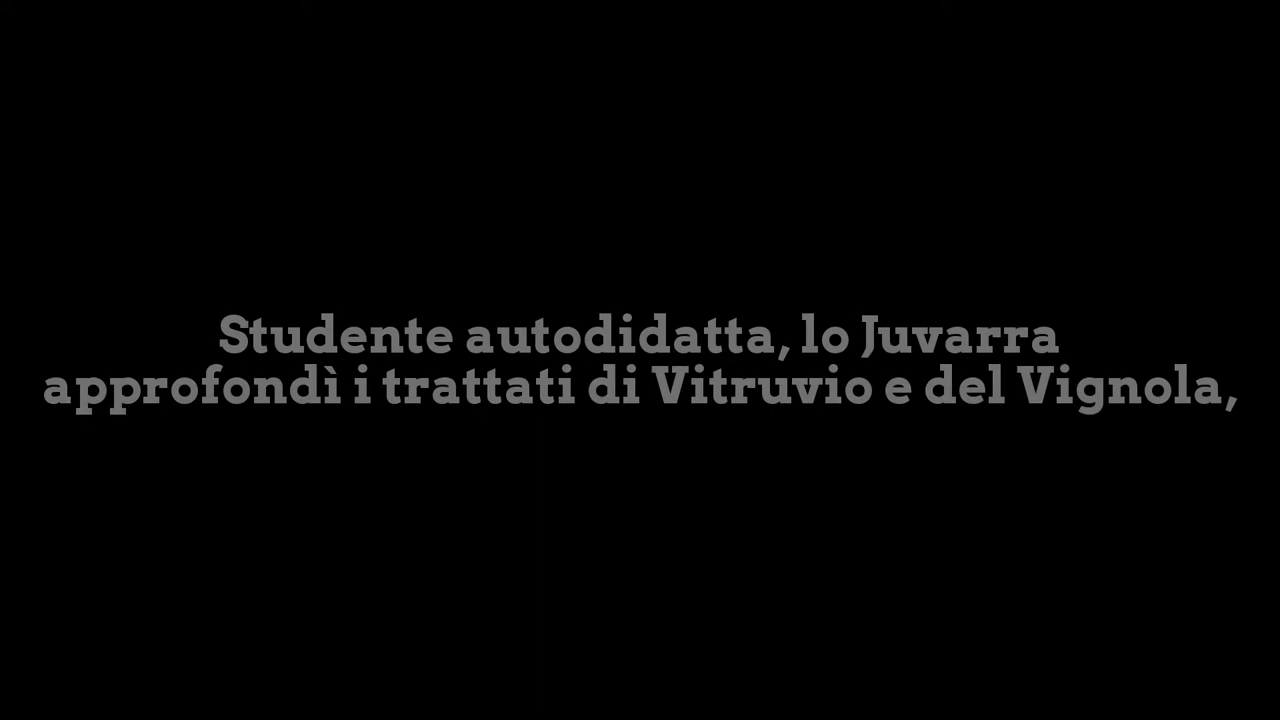 Studente autodidatta, lo Juvarra
approfondì i trattati di Vitruvio e del Vignola,